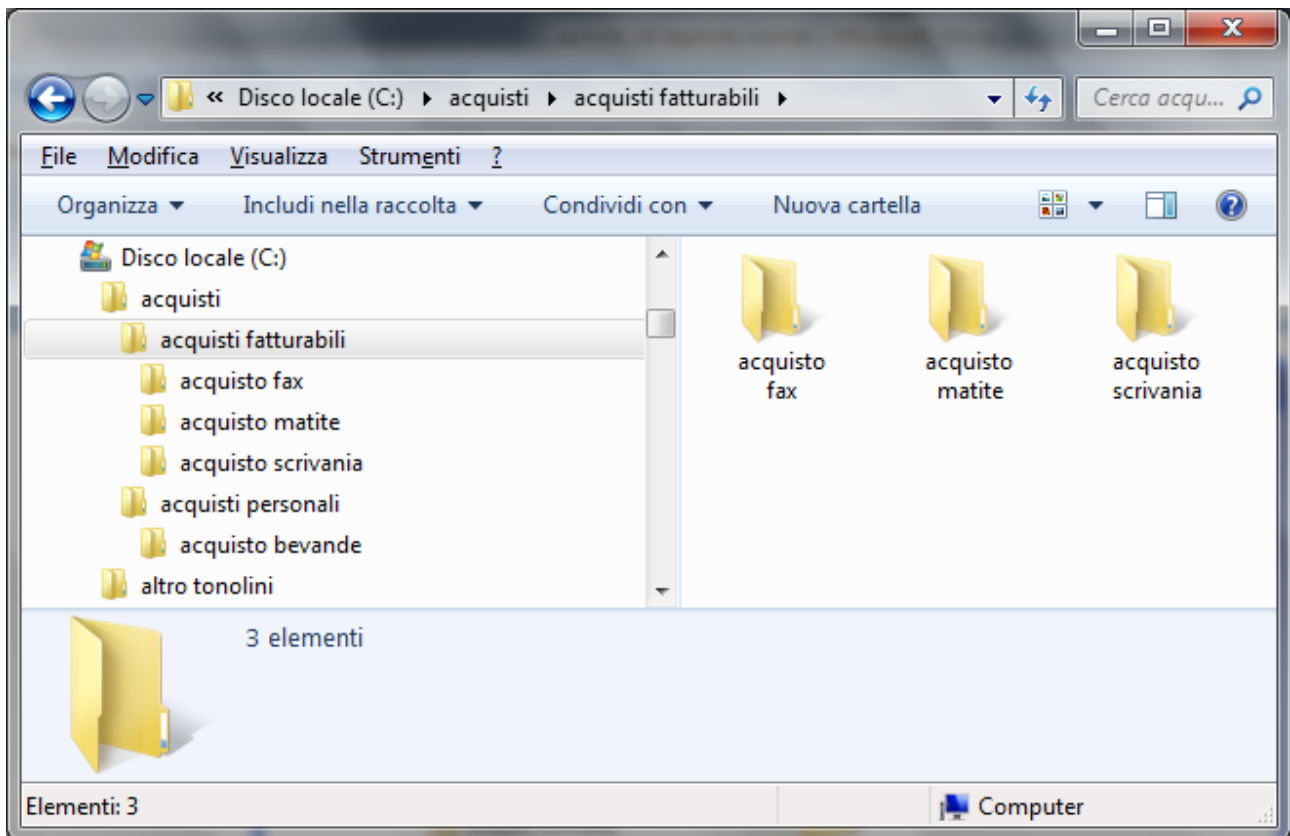 « Disco locale (C:) ▸ acquisti ▸ acquisti fatturabili ▸
Cerca acqu...
File Modifica Visualizza Strumenti ?
Organizza Includi nella raccolta Condividi con Nuova cartella
Disco locale (C:)
acquisti
acquisti fatturabili
acquisto fax
acquisto matite
acquisto scrivania
acquisti personali
acquisto bevande
altro tonolini
acquisto
fax
acquisto
matite
acquisto
scrivania
3 elementi
Elementi: 3
Computer